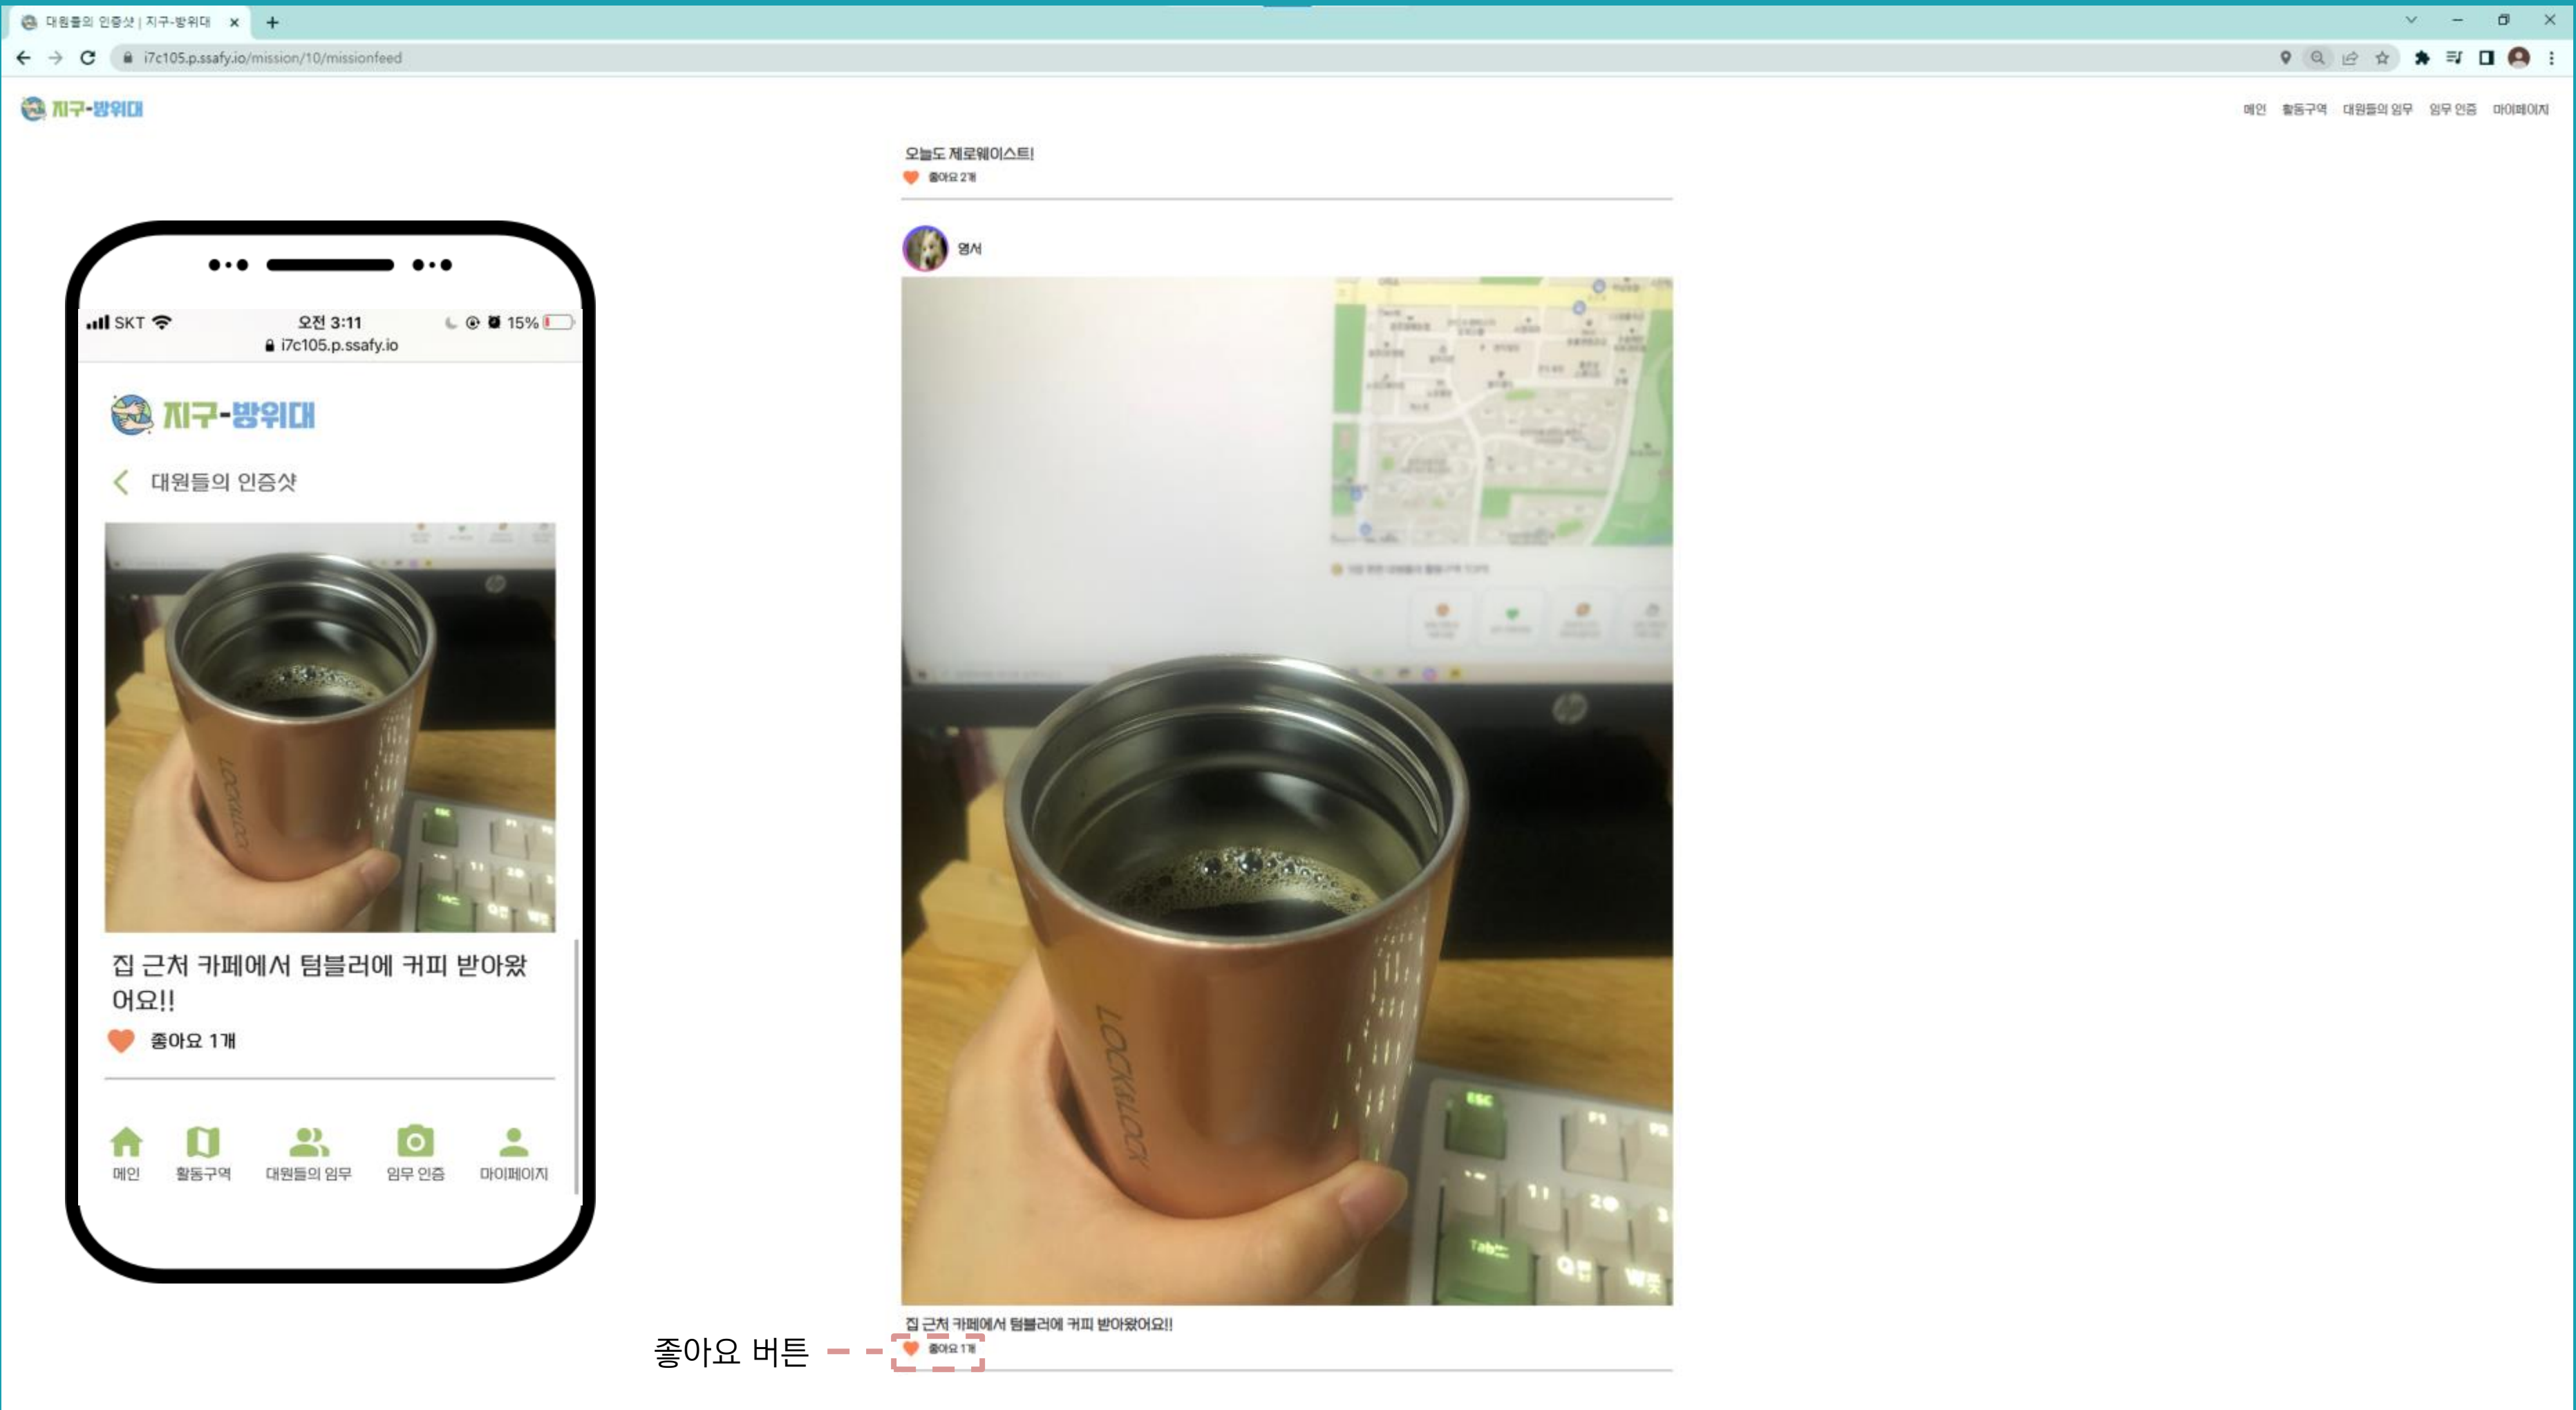 대원들의 인증샷 | 지구-방위대
i7c105.p.ssafy.io/mission/10/missionfeed
지구-방위대
메인 활동구역 대원들의 임무 임무 인증 마이페이지
오늘도 제로웨이스트!
좋아요 2개
영서
SKT 오전 3:11 15%
i7c105.p.ssafy.io
지구-방위대
대원들의 인증샷
LOCK&LOCK
집 근처 카페에서 텀블러에 커피 받아왔
어요!!
좋아요 1개
메인 활동구역 대원들의 임무 임무 인증 마이페이지
hp
LOCK&LOCK
ESC
F1 F2
Tab
집 근처 카페에서 텀블러에 커피 받아왔어요!!
좋아요 버튼
좋아요 1개